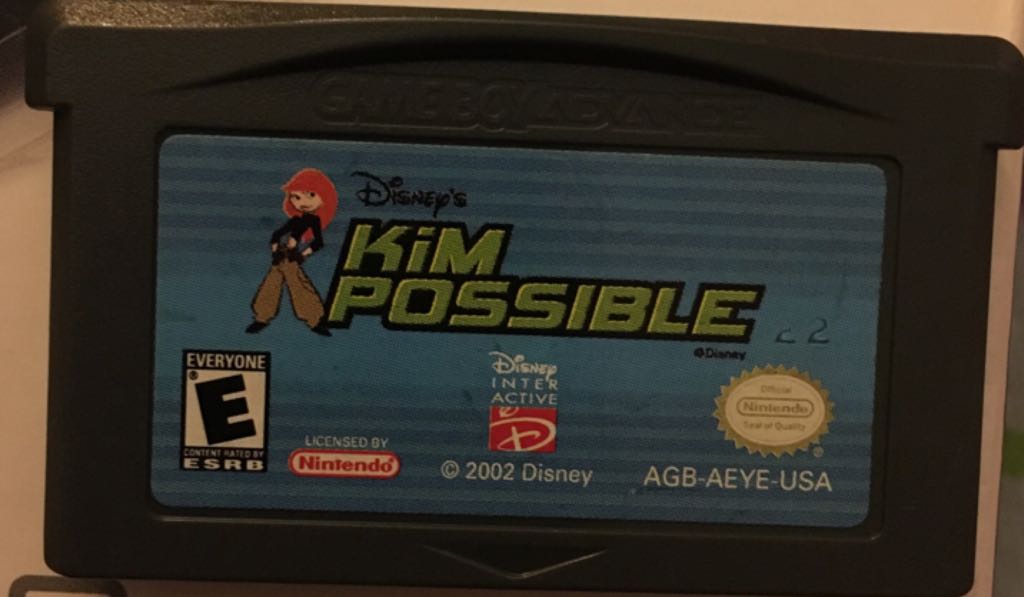 GAME BOY ADVANCE
Disney's
KiM
POSSIBLE
22
©Disney
EVERYONE
E
®
CONTENT RATED BY
ESRB
LICENSED BY
Nintendo®
Disney
INTER
ACTIVE
D
© 2002 Disney
Official
Nintendo
Seal of Quality
®
AGB-AEYE-USA